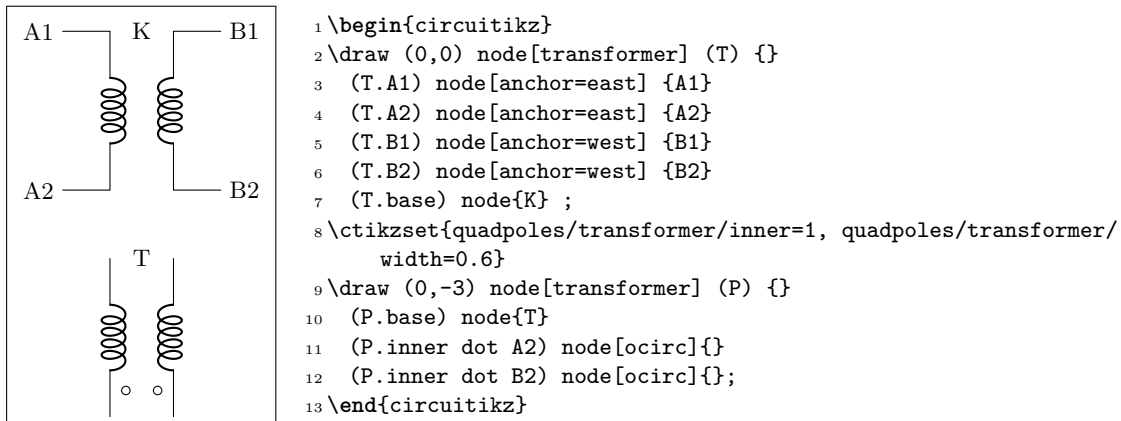 A1 K B1
A2 B2
T
1 \begin{circuitikz}
2 \draw (0,0) node[transformer] (T) {}
3   (T.A1) node[anchor=east] {A1}
4   (T.A2) node[anchor=east] {A2}
5   (T.B1) node[anchor=west] {B1}
6   (T.B2) node[anchor=west] {B2}
7   (T.base) node{K} ;
8 \ctikzset{quadpoles/transformer/inner=1, quadpoles/transformer/
width=0.6}
9 \draw (0,-3) node[transformer] (P) {}
10   (P.base) node{T}
11   (P.inner dot A2) node[ocirc]{}
12   (P.inner dot B2) node[ocirc]{};
13 \end{circuitikz}